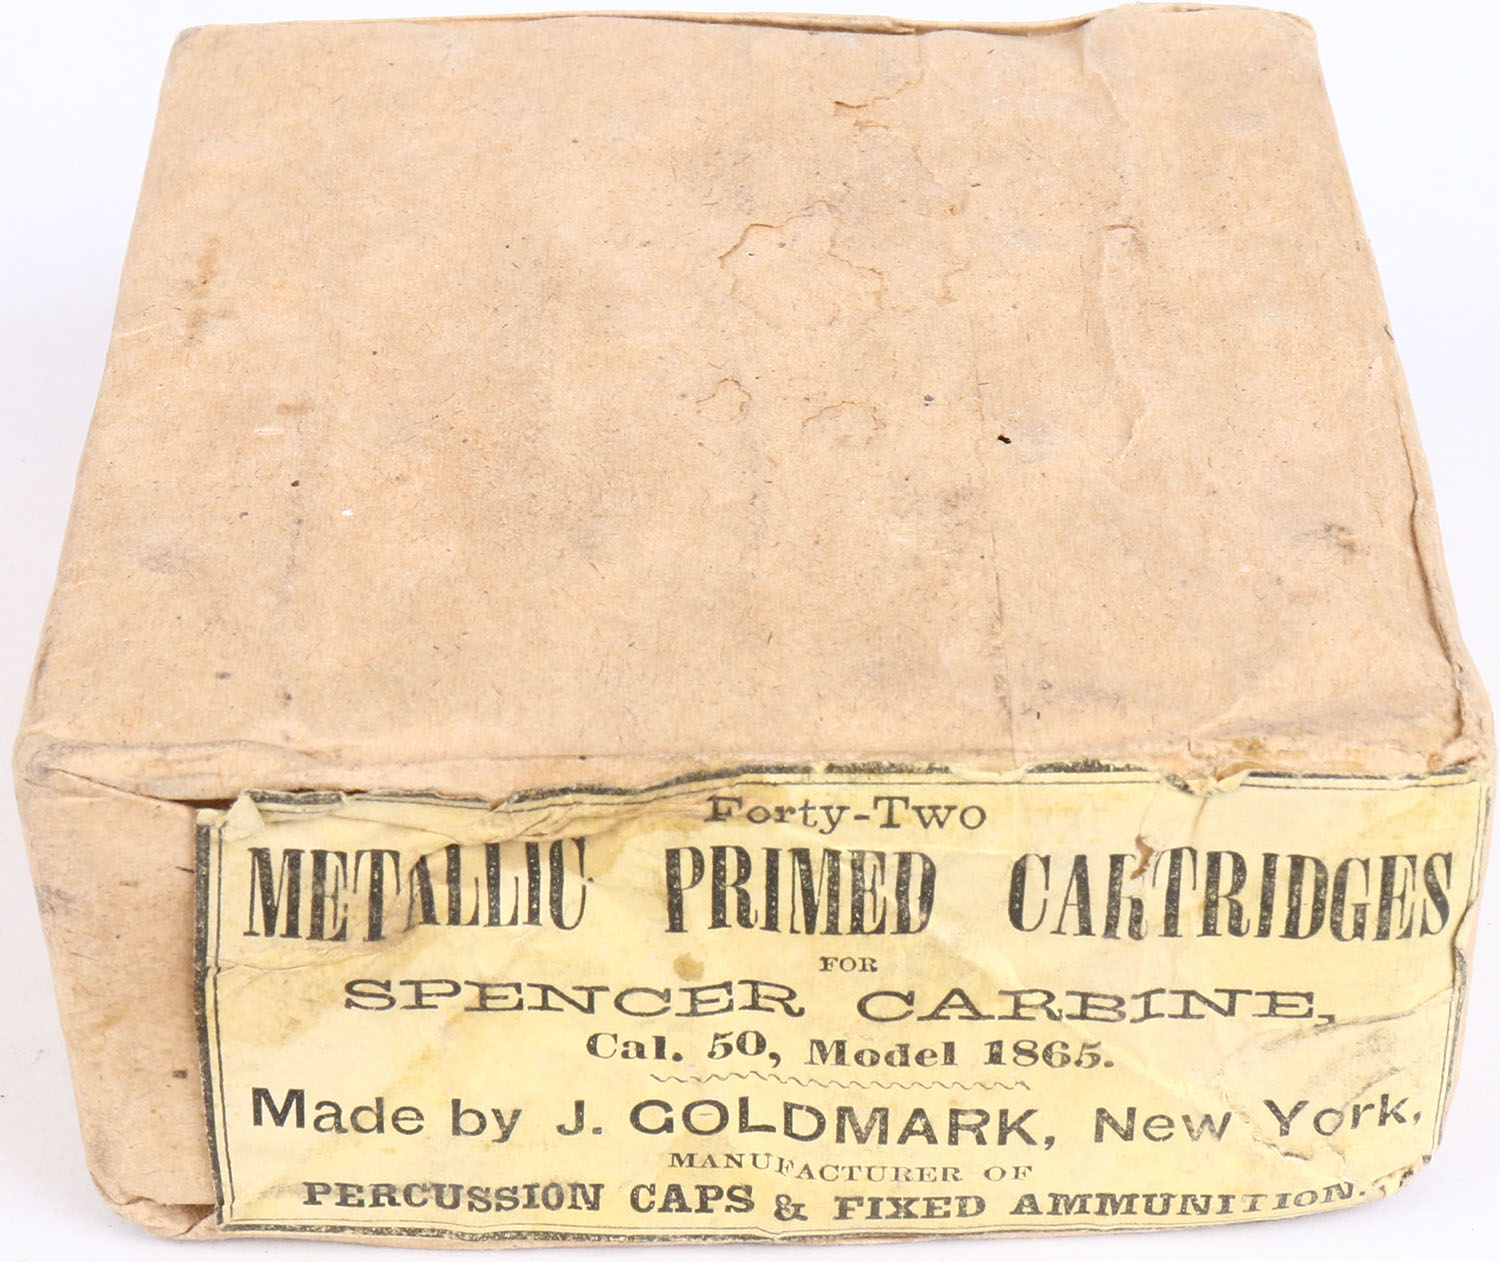 Forty-Two
METALLIC PRIMED CARTRIDGES
FOR
SPENCER CARBINE,
Cal. 50, Model 1865.
Made by J. GOLDMARK, New York,
MANUFACTURER OF
PERCUSSION CAPS & FIXED AMMUNITION.